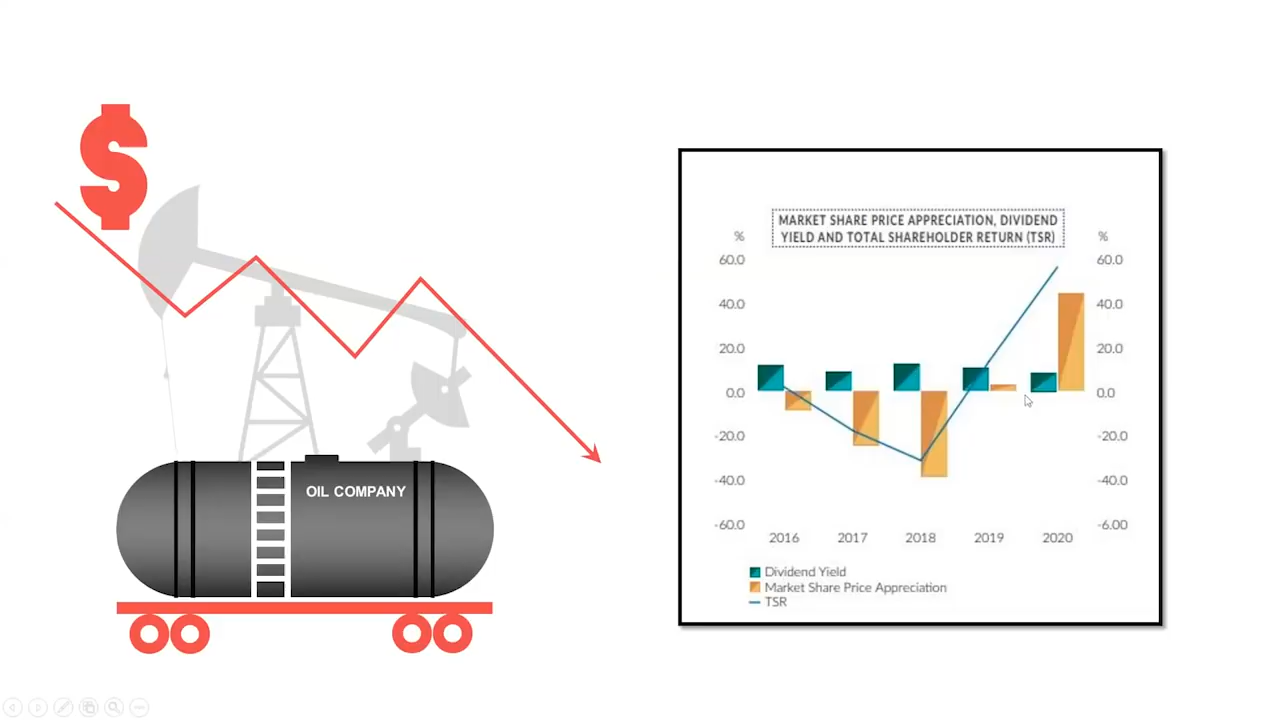 $
OIL COMPANY
MARKET SHARE PRICE APPRECIATION, DIVIDEND
YIELD AND TOTAL SHAREHOLDER RETURN (TSR)
% %
60.0 60.0
40.0 40.0
20.0 20.0
0.0 0.0
-20.0 -20.0
-40.0 -40.0
-60.0 -6.00
2016 2017 2018 2019 2020
Dividend Yield
Market Share Price Appreciation
TSR